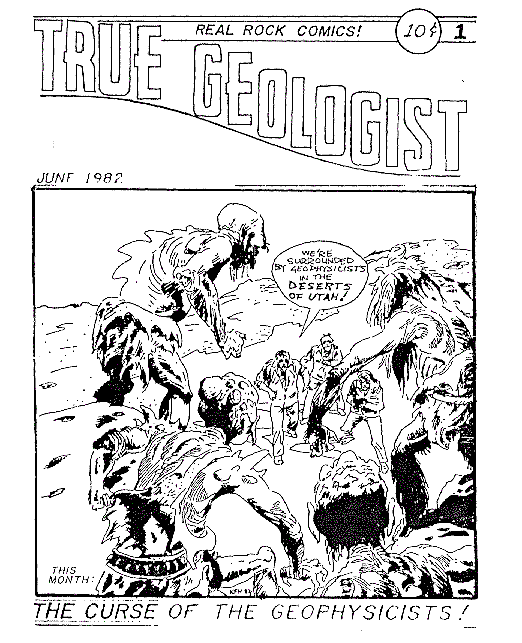 REAL ROCK COMICS!
10¢ 1
TRUE
GEOLOGIST
JUNE 1982
WE'RE
SURROUNDED
BY GEOPHYSICISTS
IN THE
DESERTS
OF UTAH!
THIS
MONTH:
THE CURSE OF THE GEOPHYSICISTS!